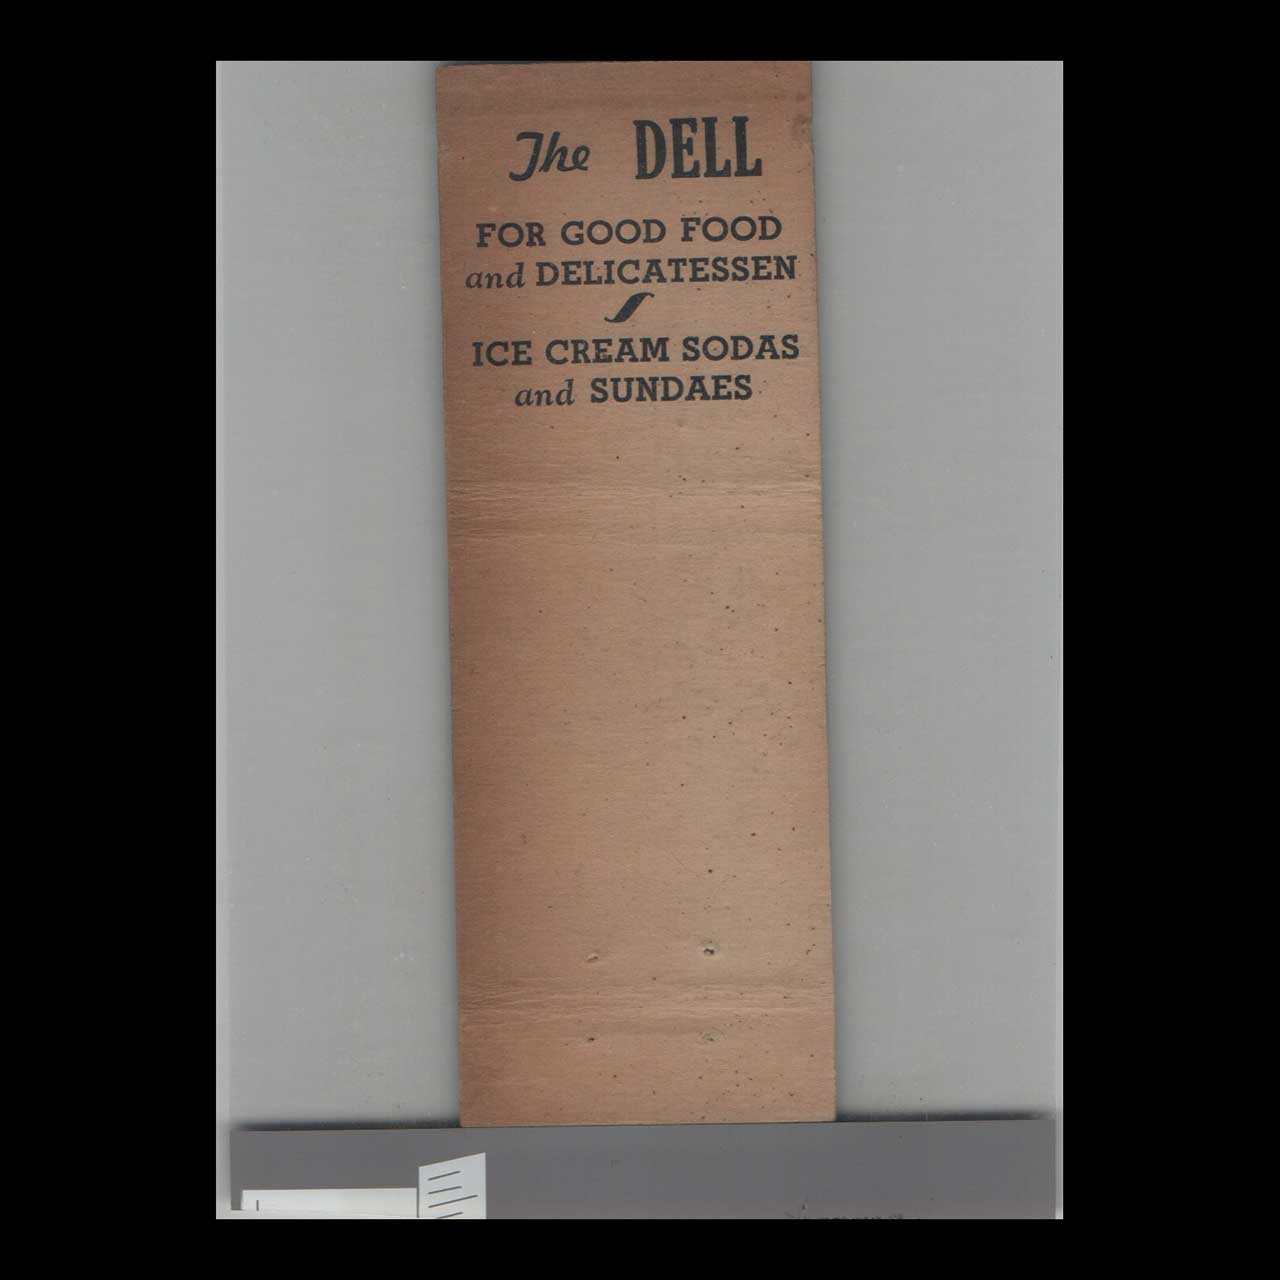 The DELL
FOR GOOD FOOD
and DELICATESSEN
ICE CREAM SODAS
and SUNDAES